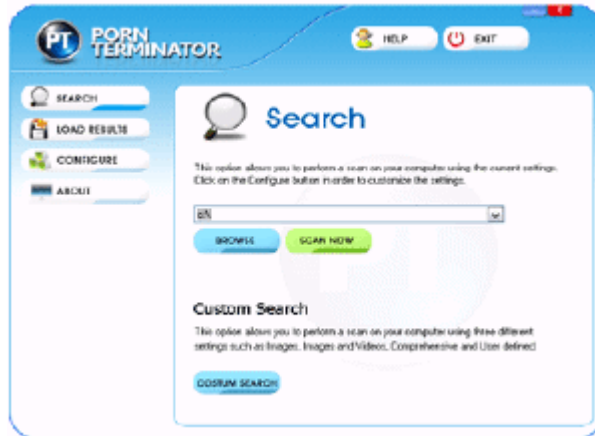 PT
PORN
TERMINATOR
HELP
EXIT
SEARCH
LOAD RESULTS
CONFIGURE
ABOUT
Search
This option allows you to perform a scan on your computer using the current settings.
Click on the Configure button in order to customize the settings.
BROWSE
SCAN NOW
Custom Search
This option allows you to perform a scan on your computer using three different
settings such as Images, Images and Videos, Comprehensive and User defined
COSTUM SEARCH